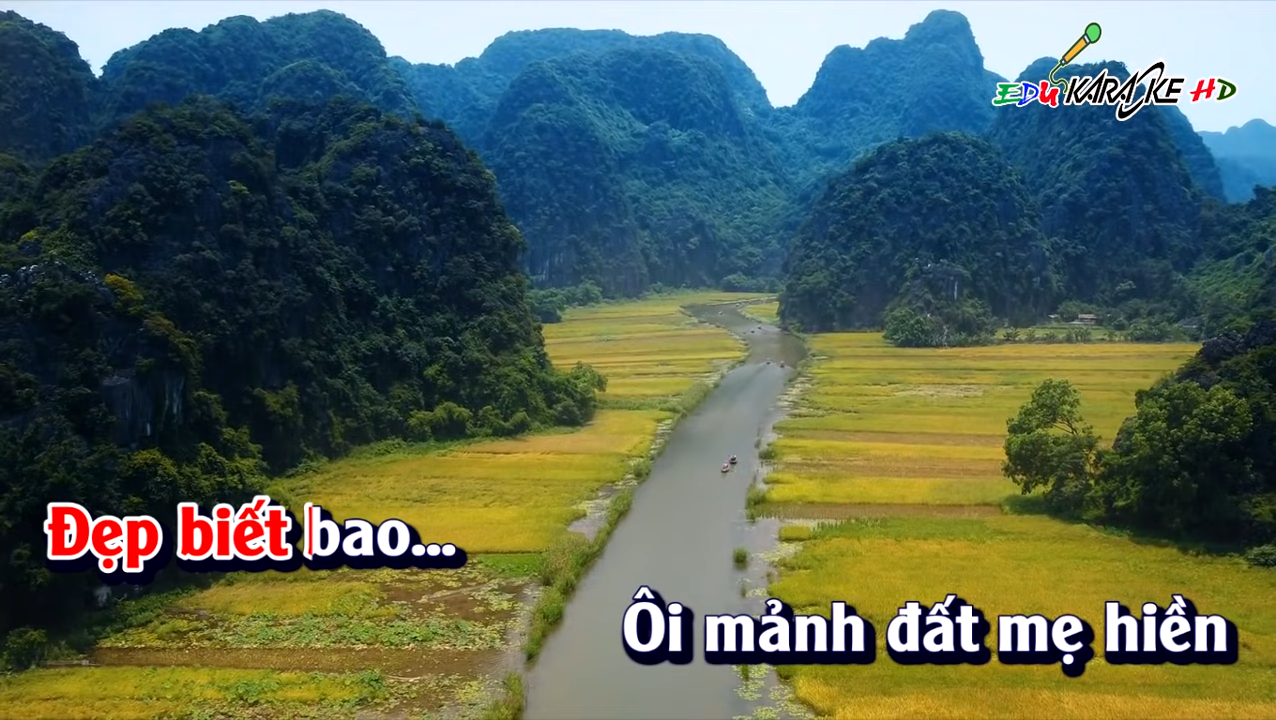 EDU KARAOKE HD
Đẹp biết bao...
Ôi mảnh đất mẹ hiền